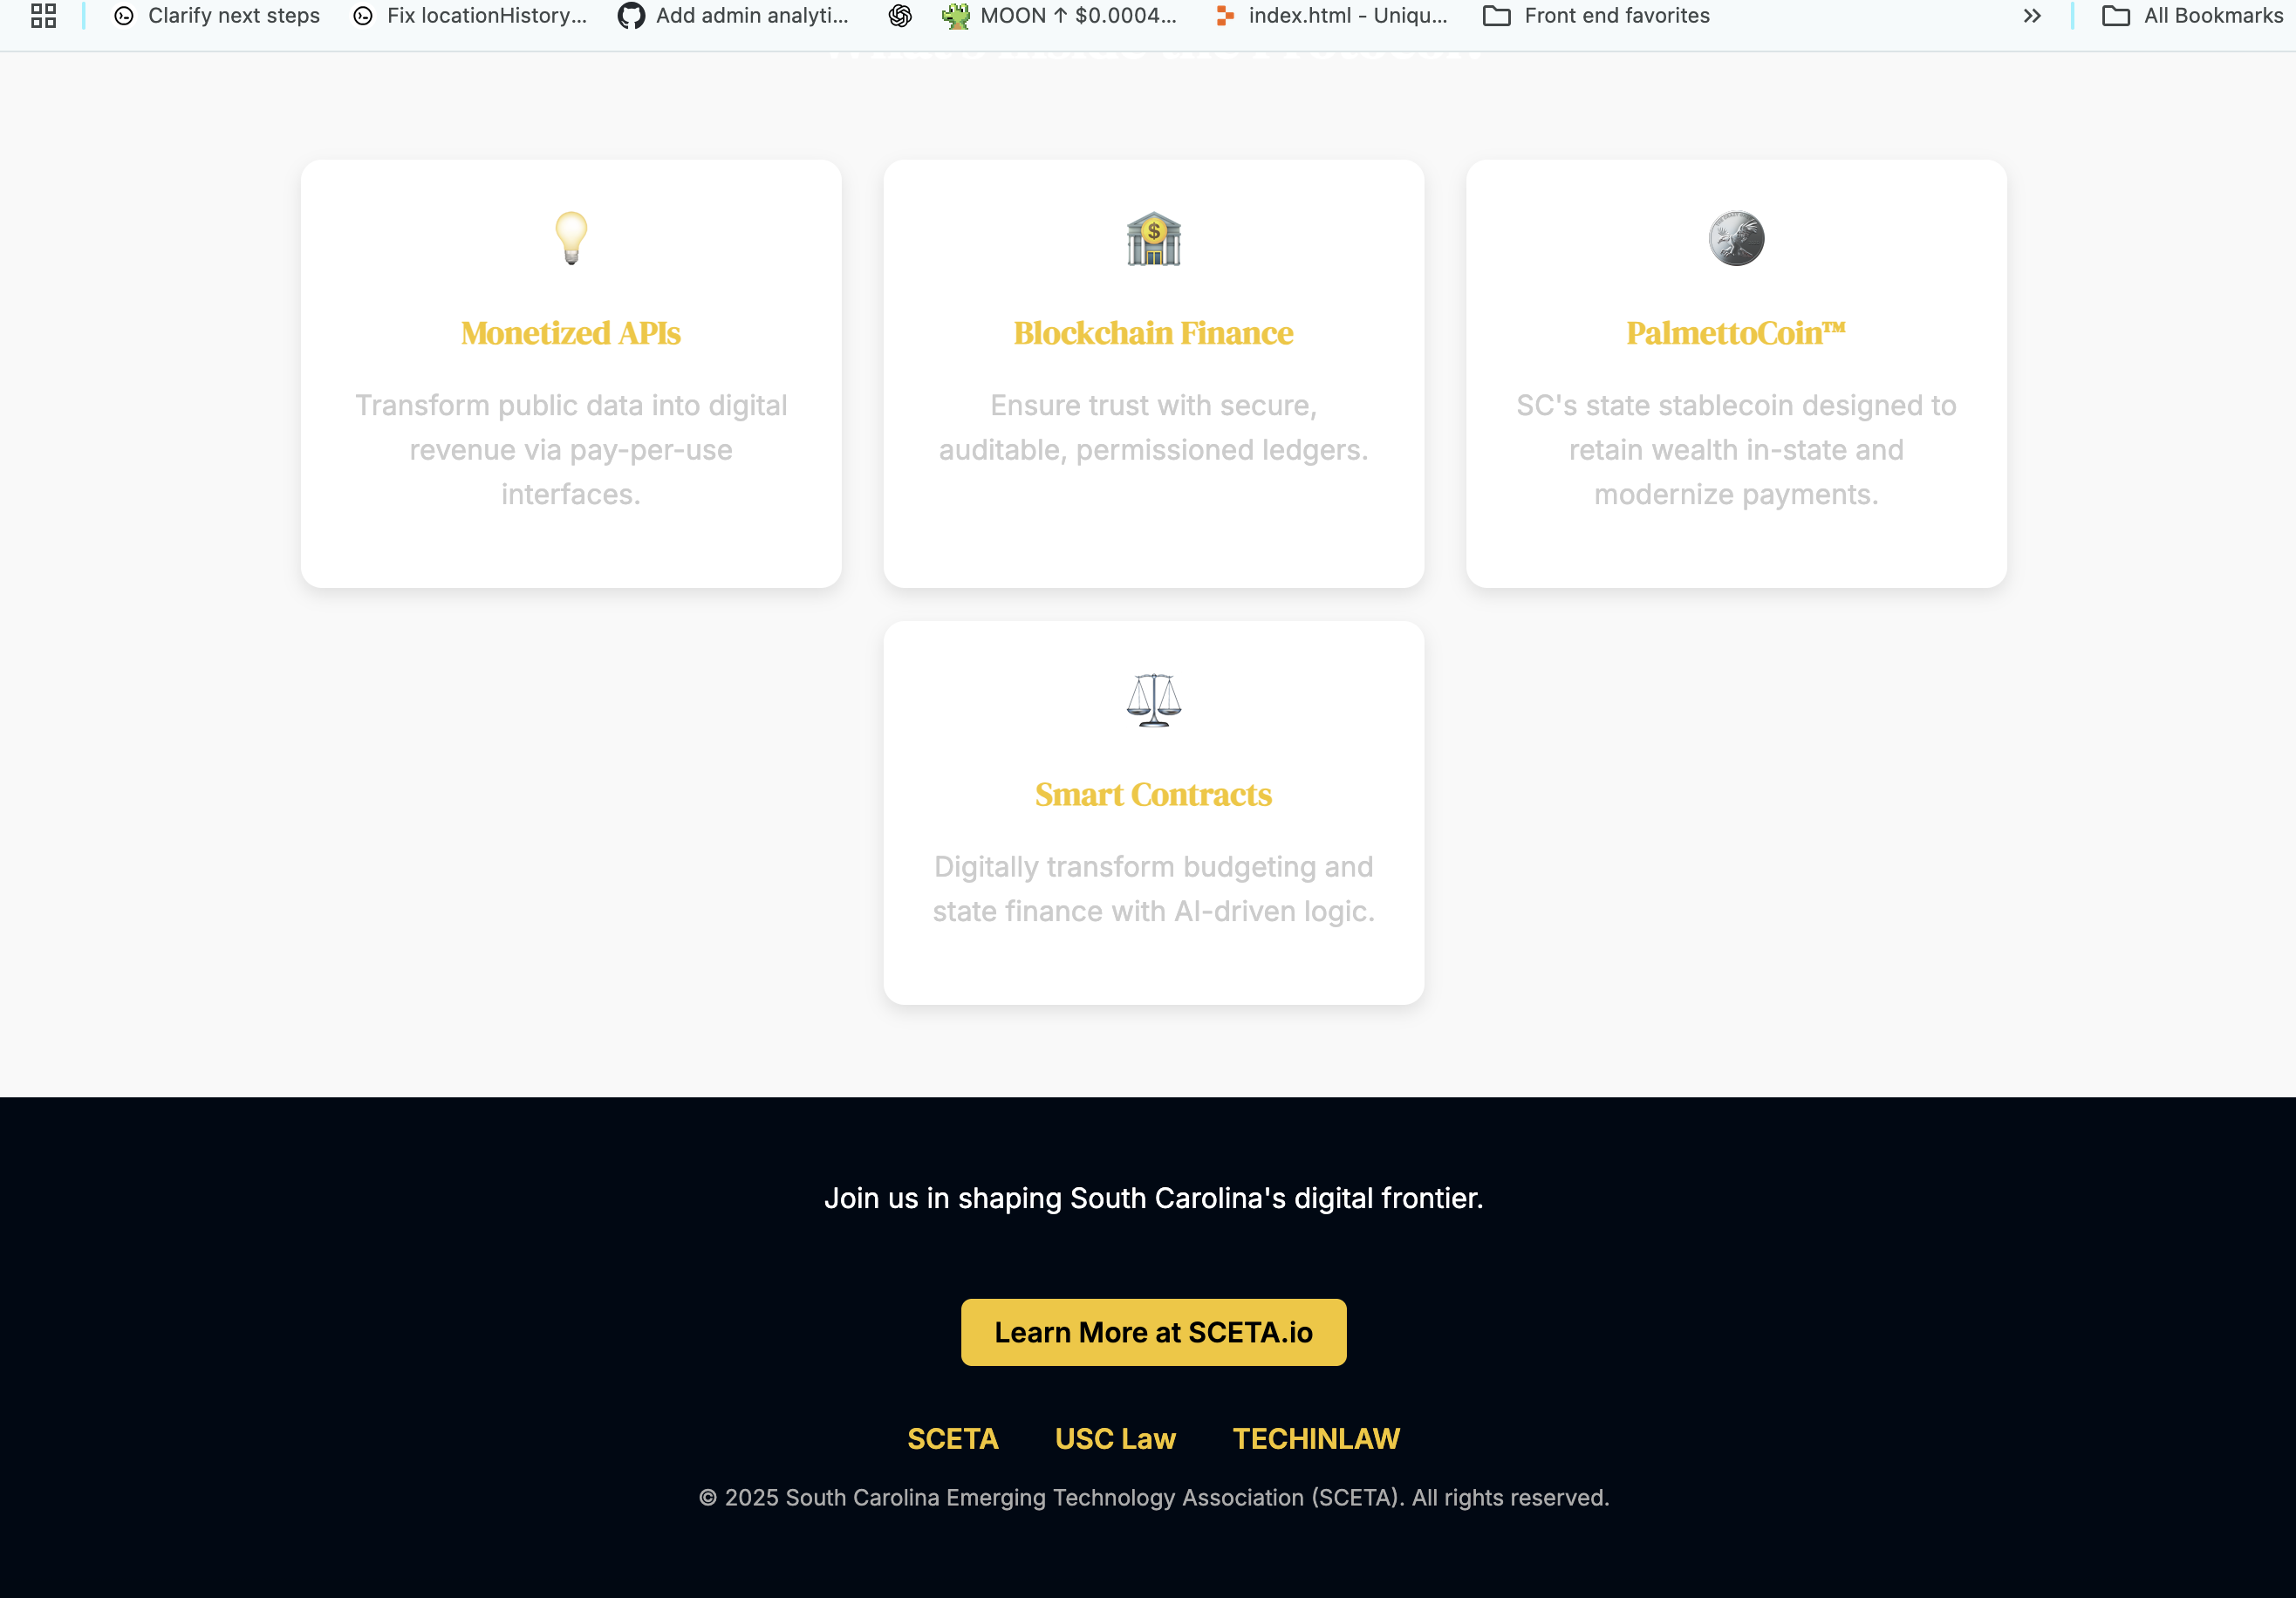 Clarify next steps
Fix locationHistory...
Add admin analyti...
MOON ↑ $0.0004...
index.html - Uniqu...
Front end favorites
All Bookmarks
What's Inside the Protocol?
Monetized APIs
Transform public data into digital
revenue via pay-per-use
interfaces.
Blockchain Finance
Ensure trust with secure,
auditable, permissioned ledgers.
PalmettoCoin™
SC's state stablecoin designed to
retain wealth in-state and
modernize payments.
Smart Contracts
Digitally transform budgeting and
state finance with AI-driven logic.
Join us in shaping South Carolina's digital frontier.
Learn More at SCETA.io
SCETA
USC Law
TECHINLAW
© 2025 South Carolina Emerging Technology Association (SCETA). All rights reserved.